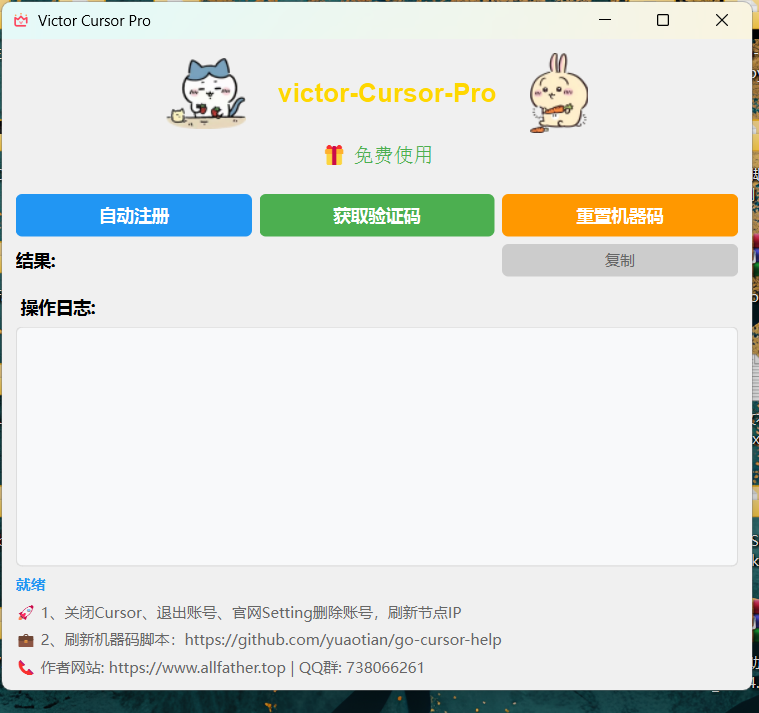 Victor Cursor Pro
victor-Cursor-Pro
🎁 免费使用
自动注册 获取验证码 重置机器码
结果: 复制
操作日志:
就绪
🚀 1、关闭Cursor、退出账号、官网Setting删除账号，刷新节点IP
💼 2、刷新机器码脚本：https://github.com/yuaotian/go-cursor-help
📞 作者网站: https://www.allfather.top | QQ群: 738066261